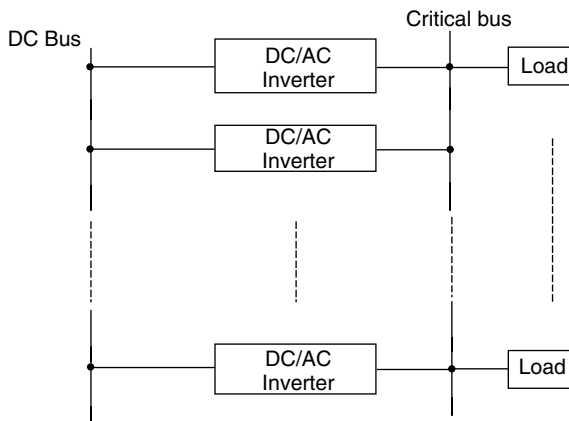 Critical bus
DC Bus
DC/AC
Inverter
Load
DC/AC
Inverter
DC/AC
Inverter
Load